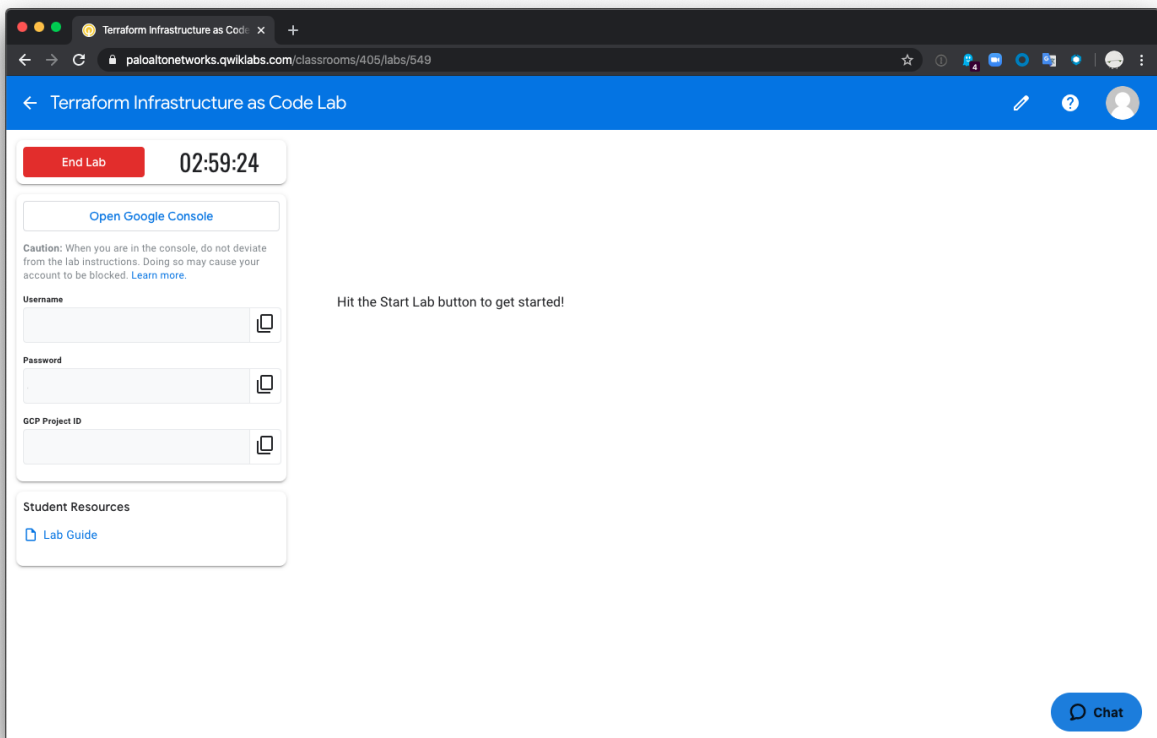 Terraform Infrastructure as Code
paloaltonetworks.qwiklabs.com/classrooms/405/labs/549
4
Terraform Infrastructure as Code Lab
End Lab
02:59:24
Open Google Console
Caution: When you are in the console, do not deviate
from the lab instructions. Doing so may cause your
account to be blocked. Learn more.
Username
Hit the Start Lab button to get started!
Password
GCP Project ID
Student Resources
Lab Guide
Chat